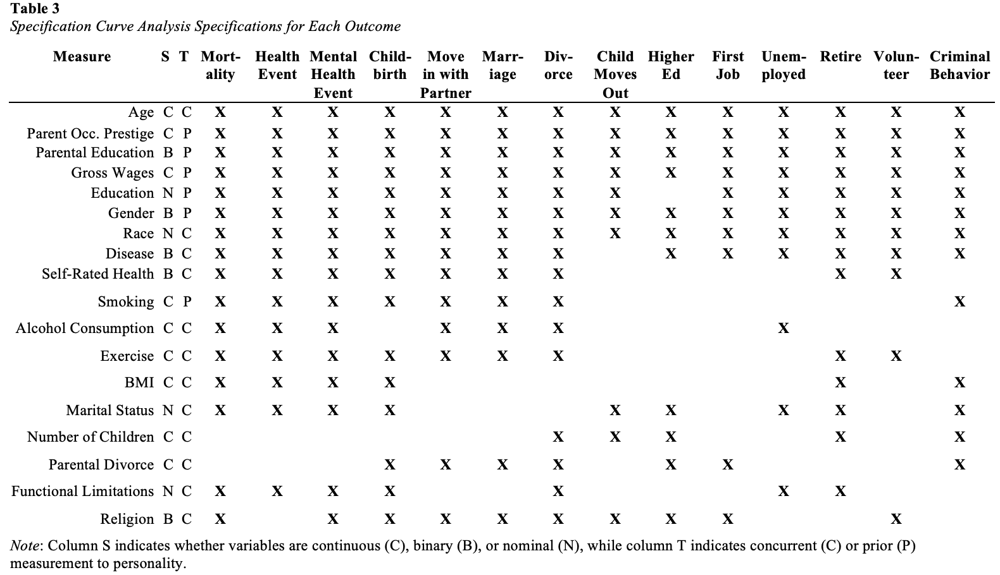 Table 3
Specification Curve Analysis Specifications for Each Outcome
Measure S T Mort- Health Mental Child- Move Marr- Div- Child Higher First Unem- Retire Volun- Criminal
ality Event Health birth in with iage orce Moves Ed Job ployed teer Behavior
Event Partner Out
Age C C X X X X X X X X X X X X X X
Parent Occ. Prestige C P X X X X X X X X X X X X X X
Parental Education B P X X X X X X X X X X X X X X
Gross Wages C P X X X X X X X X X X X X X X
Education N P X X X X X X X X X X X X X
Gender B P X X X X X X X X X X X X X X
Race N C X X X X X X X X X X X X X X
Disease B C X X X X X X X X X X X X X
Self-Rated Health B C X X X X X X X X X
Smoking C P X X X X X X X X
Alcohol Consumption C C X X X X X X X
Exercise C C X X X X X X X X X
BMI C C X X X X X X
Marital Status N C X X X X X X X X X
Number of Children C C X X X X X
Parental Divorce C C X X X X X X X
Functional Limitations N C X X X X X X X
Religion B C X X X X X X X X X X
Note: Column S indicates whether variables are continuous (C), binary (B), or nominal (N), while column T indicates concurrent (C) or prior (P)
measurement to personality.